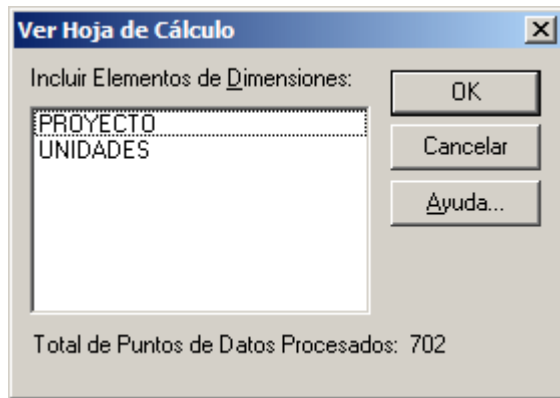 Ver Hoja de Cálculo
Incluir Elementos de Dimensiones:
PROYECTO
UNIDADES
OK
Cancelar
Ayuda...
Total de Puntos de Datos Procesados: 702